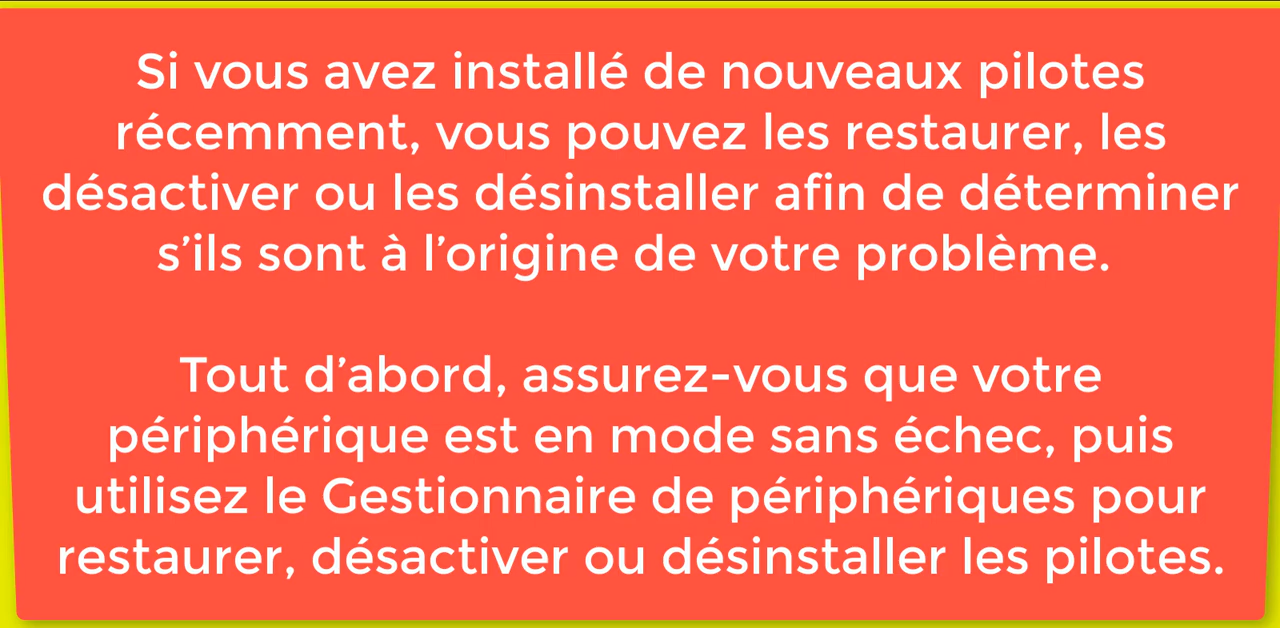 Si vous avez installé de nouveaux pilotes
récemment, vous pouvez les restaurer, les
désactiver ou les désinstaller afin de déterminer
s’ils sont à l’origine de votre problème.
Tout d’abord, assurez-vous que votre
périphérique est en mode sans échec, puis
utilisez le Gestionnaire de périphériques pour
restaurer, désactiver ou désinstaller les pilotes.